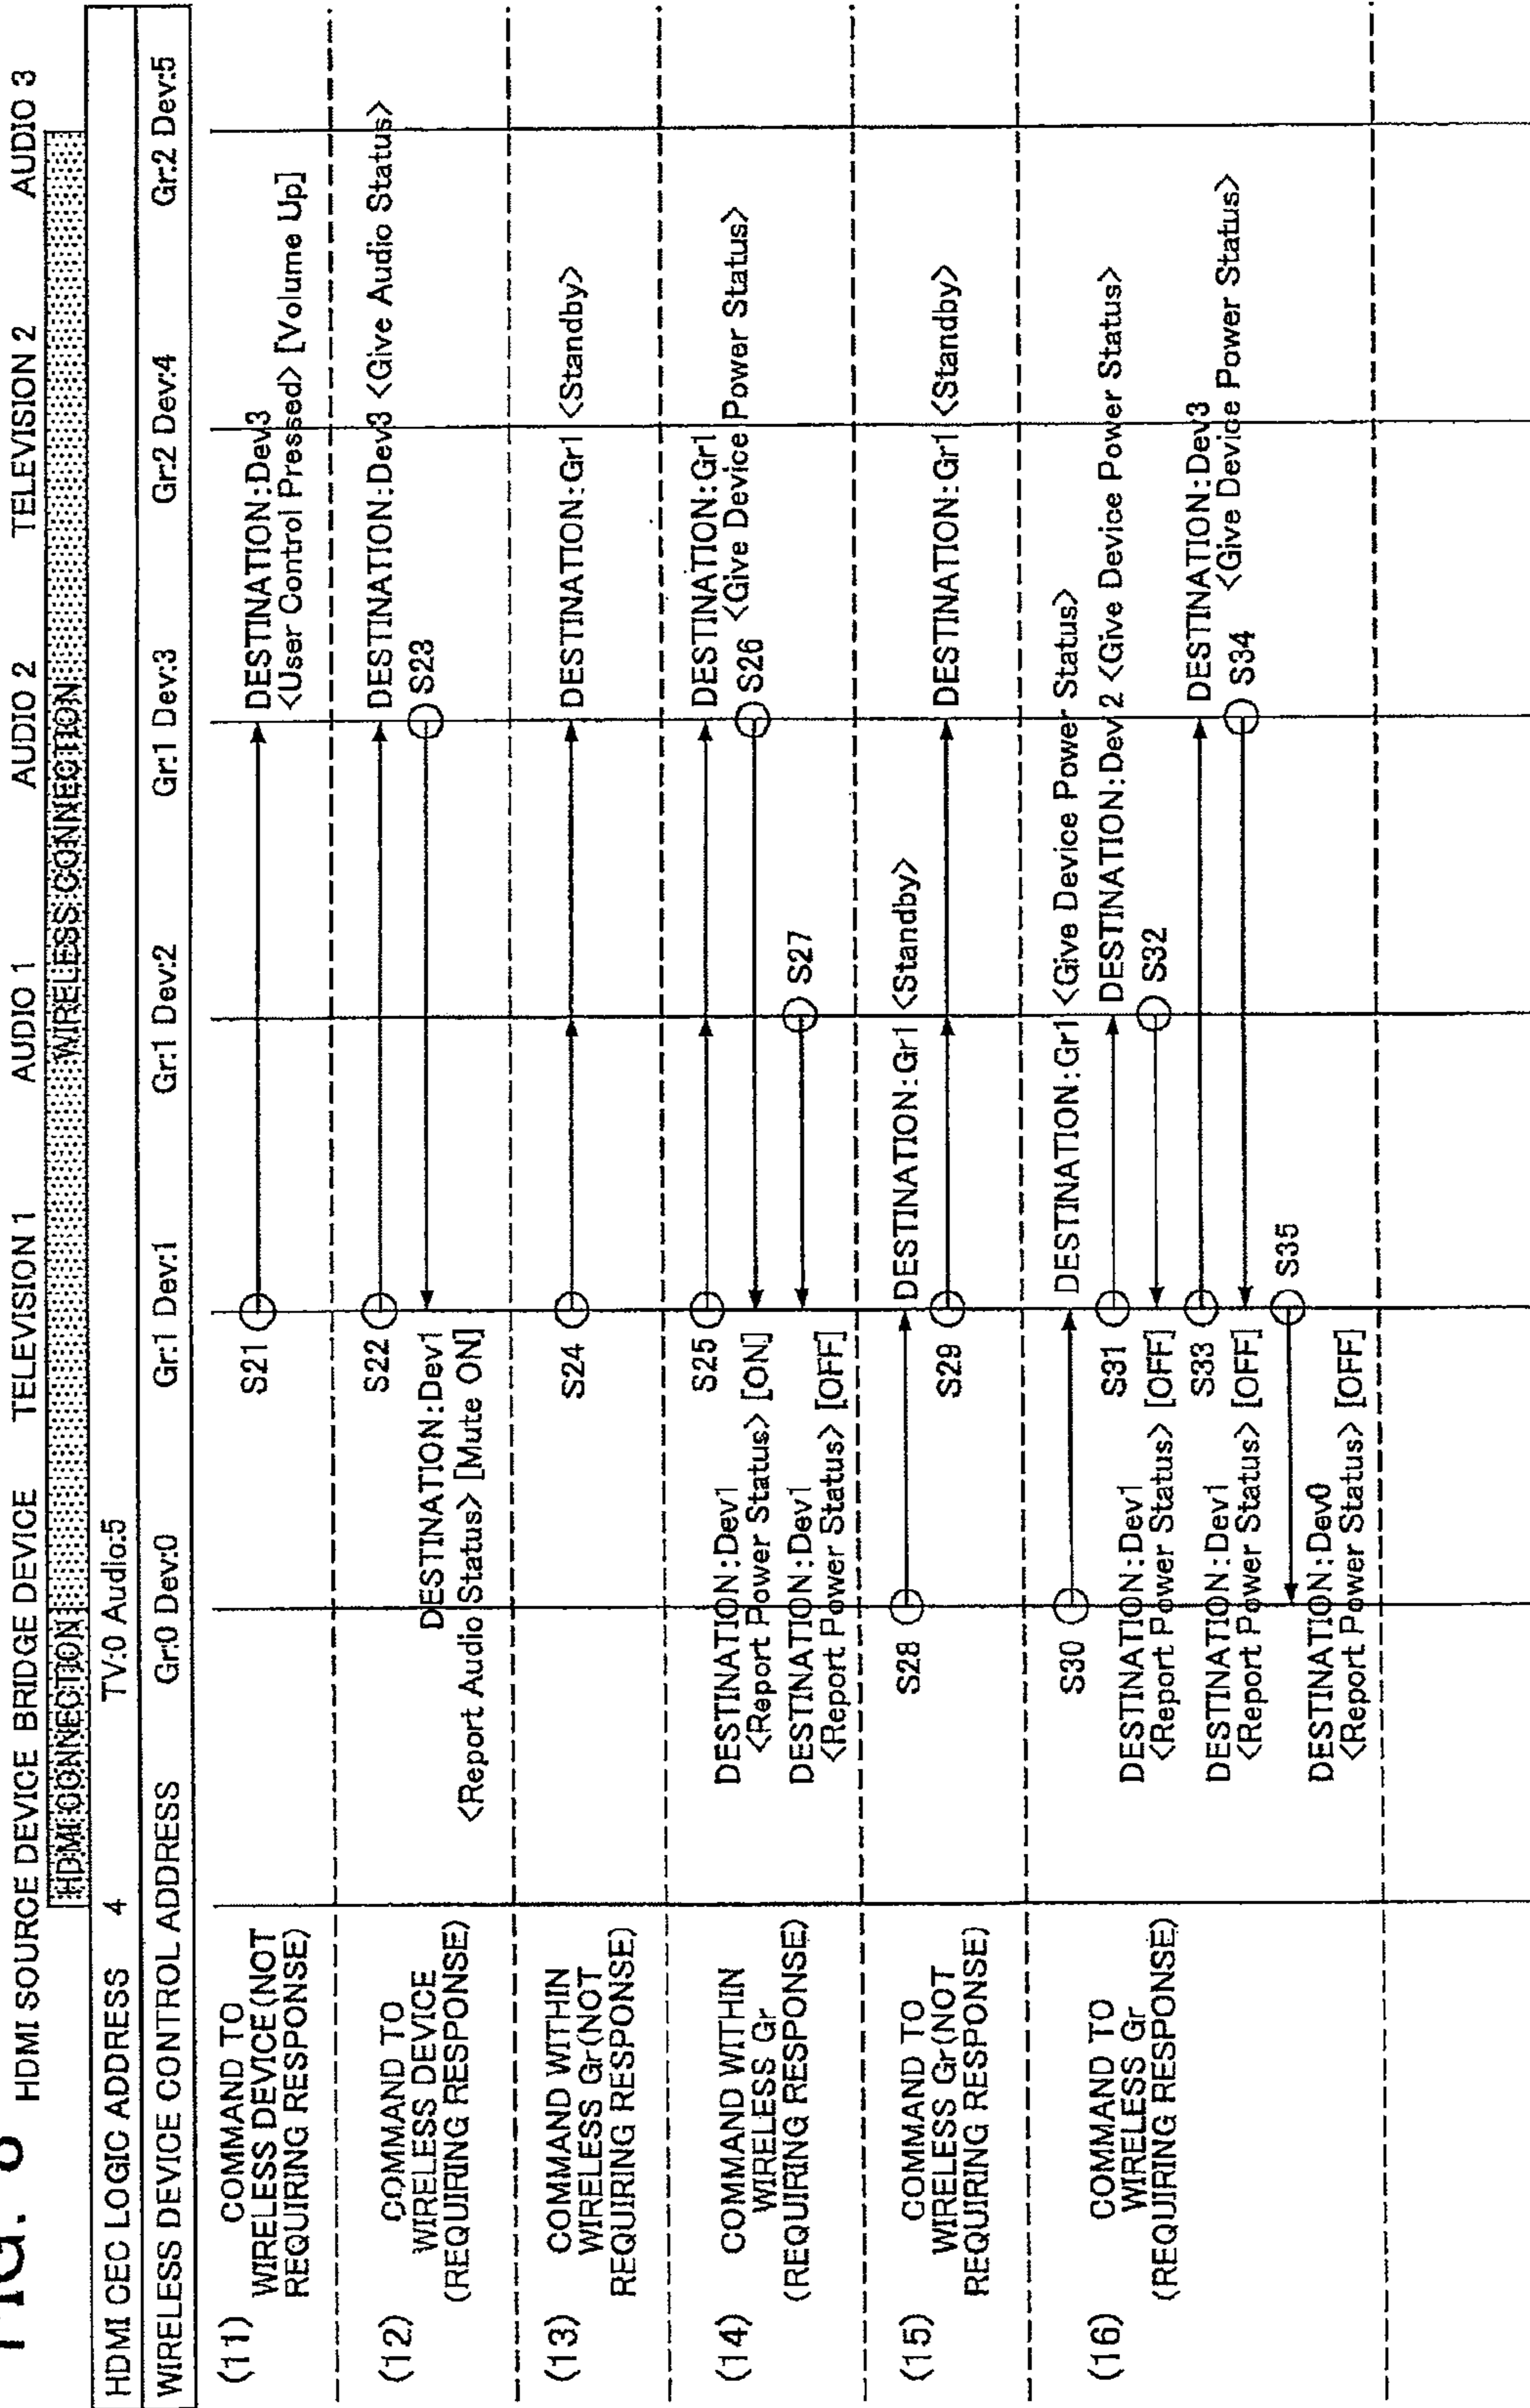 FIG. 8
HDMI SOURCE DEVICE BRIDGE DEVICE TELEVISION 1 AUDIO 1 AUDIO 2 TELEVISION 2 AUDIO 3
HDMI CONNECTION WIRELESS CONNECTION
HDMI CEC LOGIC ADDRESS 4 TV:0 Audio:5
WIRELESS DEVICE CONTROL ADDRESS Gr:0 Dev:0 Gr:1 Dev:1 Gr:1 Dev:2 Gr:1 Dev:3 Gr:2 Dev:4 Gr:2 Dev:5
(11) COMMAND TO
WIRELESS DEVICE(NOT
REQUIRING RESPONSE)
S21
DESTINATION:Dev3
<User Control Pressed> [Volume Up]
(12) COMMAND TO
WIRELESS DEVICE
(REQUIRING RESPONSE)
S22
DESTINATION:Dev3 <Give Audio Status>
S23
DESTINATION:Dev1
<Report Audio Status> [Mute ON]
(13) COMMAND WITHIN
WIRELESS Gr(NOT
REQUIRING RESPONSE)
S24
DESTINATION:Gr1 <Standby>
(14) COMMAND WITHIN
WIRELESS Gr
(REQUIRING RESPONSE)
S25
DESTINATION:Gr1
S26 <Give Device Power Status>
DESTINATION:Dev1
<Report Power Status> [ON]
S27
DESTINATION:Dev1
<Report Power Status> [OFF]
(15) COMMAND TO
WIRELESS Gr(NOT
REQUIRING RESPONSE)
S28
DESTINATION:Gr1 <Standby>
S29
DESTINATION:Gr1 <Standby>
(16) COMMAND TO
WIRELESS Gr
(REQUIRING RESPONSE)
S30
DESTINATION:Gr1 <Give Device Power Status>
S31
DESTINATION:Dev2 <Give Device Power Status>
S32
DESTINATION:Dev1
<Report Power Status> [OFF]
S33
DESTINATION:Dev3
S34 <Give Device Power Status>
DESTINATION:Dev1
<Report Power Status> [OFF]
S35
DESTINATION:Dev0
<Report Power Status> [OFF]